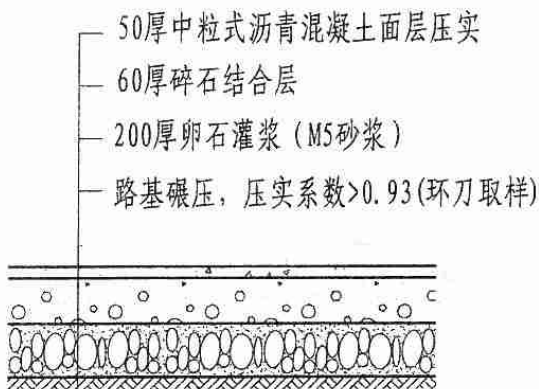 50厚中粒式沥青混凝土面层压实
60厚碎石结合层
200厚卵石灌浆（M5砂浆）
路基碾压，压实系数>0.93(环刀取样)